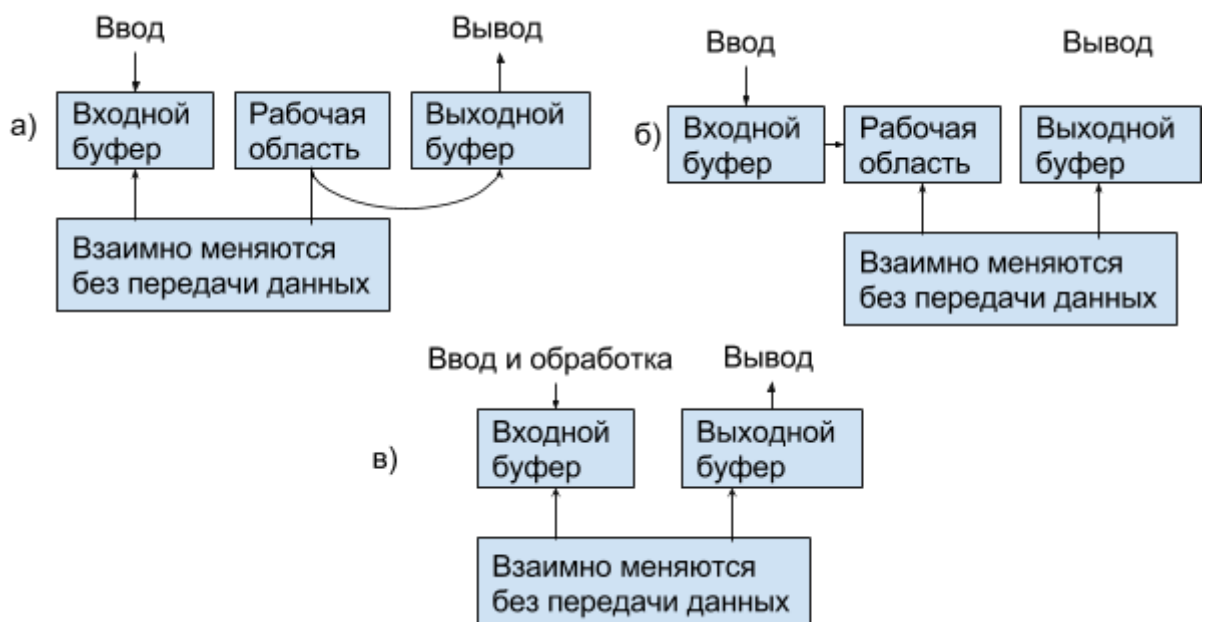 Ввод
Вывод
а)
Входной
буфер
Рабочая
область
Выходной
буфер
Взаимно меняются
без передачи данных
Ввод
Вывод
б)
Входной
буфер
Рабочая
область
Выходной
буфер
Взаимно меняются
без передачи данных
Ввод и обработка
Вывод
в)
Входной
буфер
Выходной
буфер
Взаимно меняются
без передачи данных